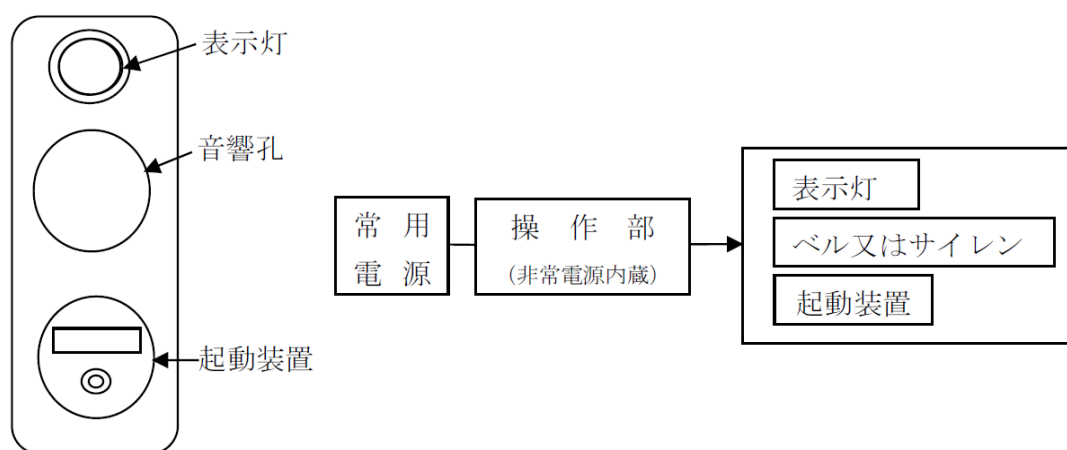 表示灯
音響孔
起動装置
常用
電源
操作部
(非常電源内蔵)
表示灯
ベル又はサイレン
起動装置